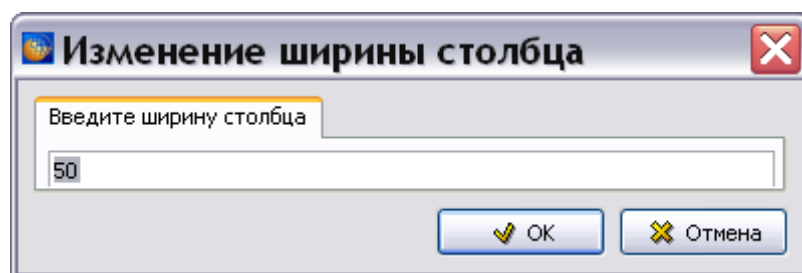 Изменение ширины столбца
Введите ширину столбца
50
OK Отмена